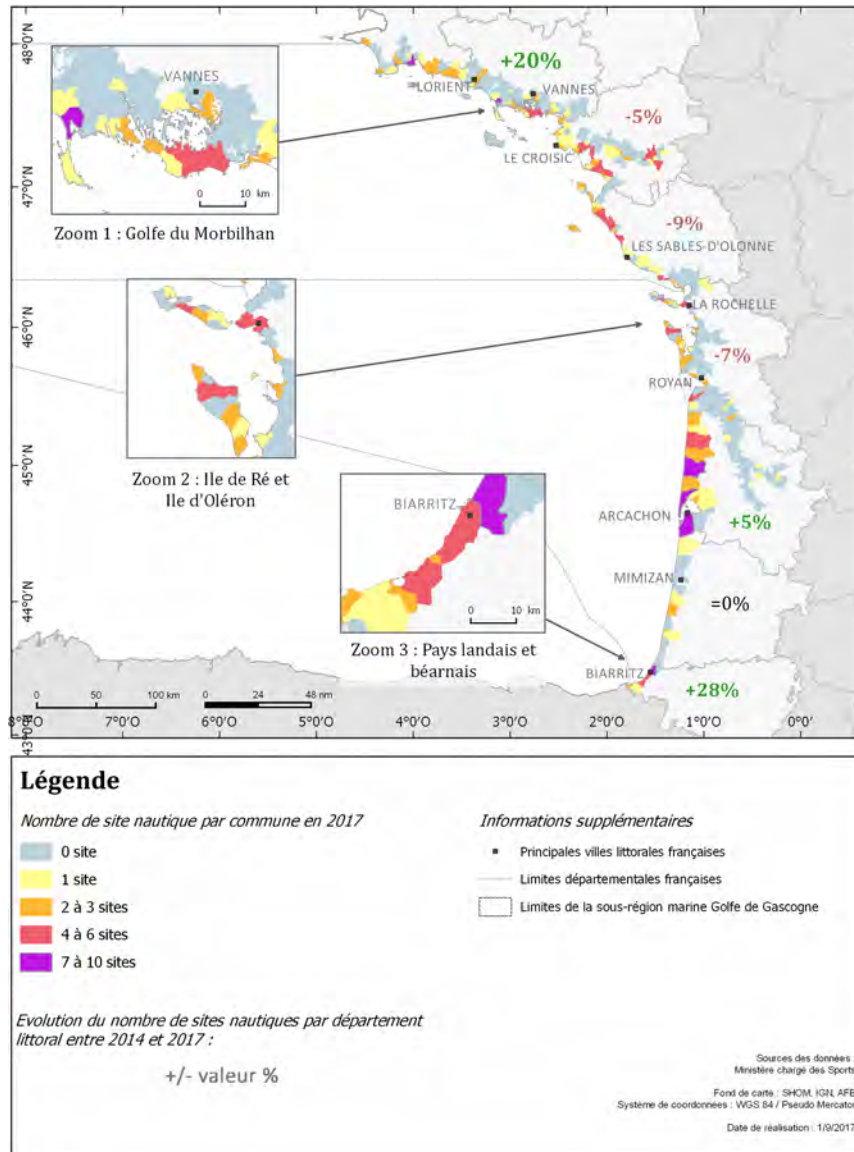 48°0'N
47°0'N
46°0'N
45°0'N
44°0'N
43°0'N
8°0'O
7°0'O
6°0'O
5°0'O
4°0'O
3°0'O
2°0'O
1°0'O
0°0'O
VANNES
0 10 km
Zoom 1 : Golfe du Morbilhan
+20%
LORIENT
VANNES
-5%
LE CROISIC
-9%
LES SABLES-D'OLONNE
LA ROCHELLE
-7%
ROYAN
Zoom 2 : Ile de Ré et
Ile d'Oléron
BIARRITZ
0 10 km
Zoom 3 : Pays landais et
béarnais
ARCACHON
+5%
MIMIZAN
=0%
BIARRITZ
+28%
0 50 100 km
0 24 48 nm
Légende
Nombre de site nautique par commune en 2017
0 site
1 site
2 à 3 sites
4 à 6 sites
7 à 10 sites
Evolution du nombre de sites nautiques par département
littoral entre 2014 et 2017 :
+/- valeur %
Informations supplémentaires
Principales villes littorales françaises
Limites départementales françaises
Limites de la sous-région marine Golfe de Gascogne
Sources des données :
Ministère chargé des Sports
Fond de carte : SHOM, IGN, AFB
Système de coordonnées : WGS 84 / Pseudo Mercator
Date de réalisation : 1/9/2017